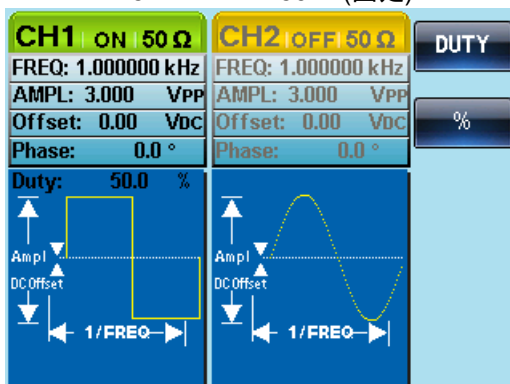 CH1 ON 50 Ω CH2 OFF 50 Ω DUTY
FREQ: 1.000000 kHz FREQ: 1.000000 kHz
AMPL: 3.000 VPP AMPL: 3.000 VPP
Offset: 0.00 VDC Offset: 0.00 VDC %
Phase: 0.0 ° Phase: 0.0 °
Duty: 50.0 %
Ampl Ampl
DC Offset DC Offset
1/FREQ 1/FREQ